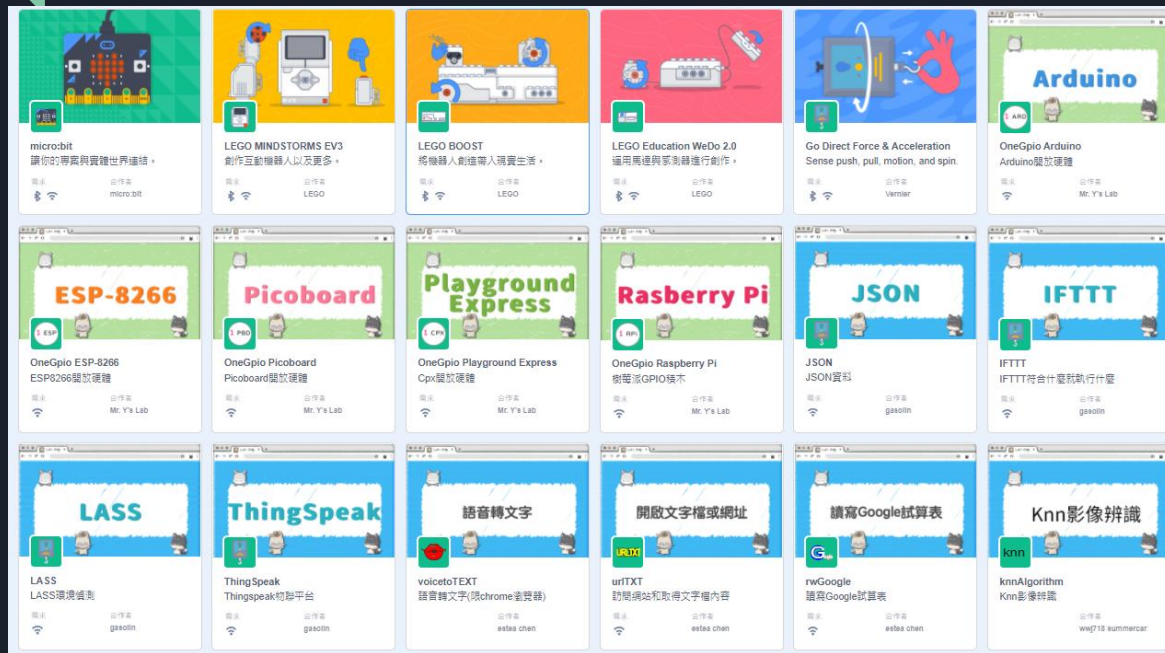 Arduino
1 ARD
micro:bit
讓你的專案與實體世界連結。
需求 合作者
micro:bit
LEGO MINDSTORMS EV3
創作互動機器人以及更多。
需求 合作者
LEGO
LEGO BOOST
將機器人創造帶入現實生活。
需求 合作者
LEGO
LEGO Education WeDo 2.0
運用馬達與感測器進行創作。
需求 合作者
LEGO
Go Direct Force & Acceleration
Sense push, pull, motion, and spin.
需求 合作者
Vernier
OneGpio Arduino
Arduino開放硬體
需求 合作者
Mr. Y's Lab
ESP-8266
1 ESP
Picoboard
1 PBO
Playground
Express
1 CPX
Rasberry Pi
1 RPi
JSON
IFTTT
OneGpio ESP-8266
ESP8266開放硬體
需求 合作者
Mr. Y's Lab
OneGpio Picoboard
Picoboard開放硬體
需求 合作者
Mr. Y's Lab
OneGpio Playground Express
Cpx開放硬體
需求 合作者
Mr. Y's Lab
OneGpio Raspberry Pi
樹莓派GPIO積木
需求 合作者
Mr. Y's Lab
JSON
JSON資料
需求 合作者
gasolin
IFTTT
IFTTT符合什麼就執行什麼
需求 合作者
gasolin
LASS
ThingSpeak
語音轉文字
開啟文字檔或網址
URLTXT
讀寫Google試算表
Knn影像辨識
knn
LASS
LASS環境偵測
需求 合作者
gasolin
ThingSpeak
Thingspeak物聯平台
需求 合作者
gasolin
voicetoTEXT
語音轉文字(限chrome瀏覽器)
合作者
estea chen
urlTXT
訪問網站和取得文字檔內容
需求 合作者
estea chen
rwGoogle
讀寫Google試算表
需求 合作者
estea chen
knnAlgorithm
Knn影像辨識
合作者
wwj718 summercar